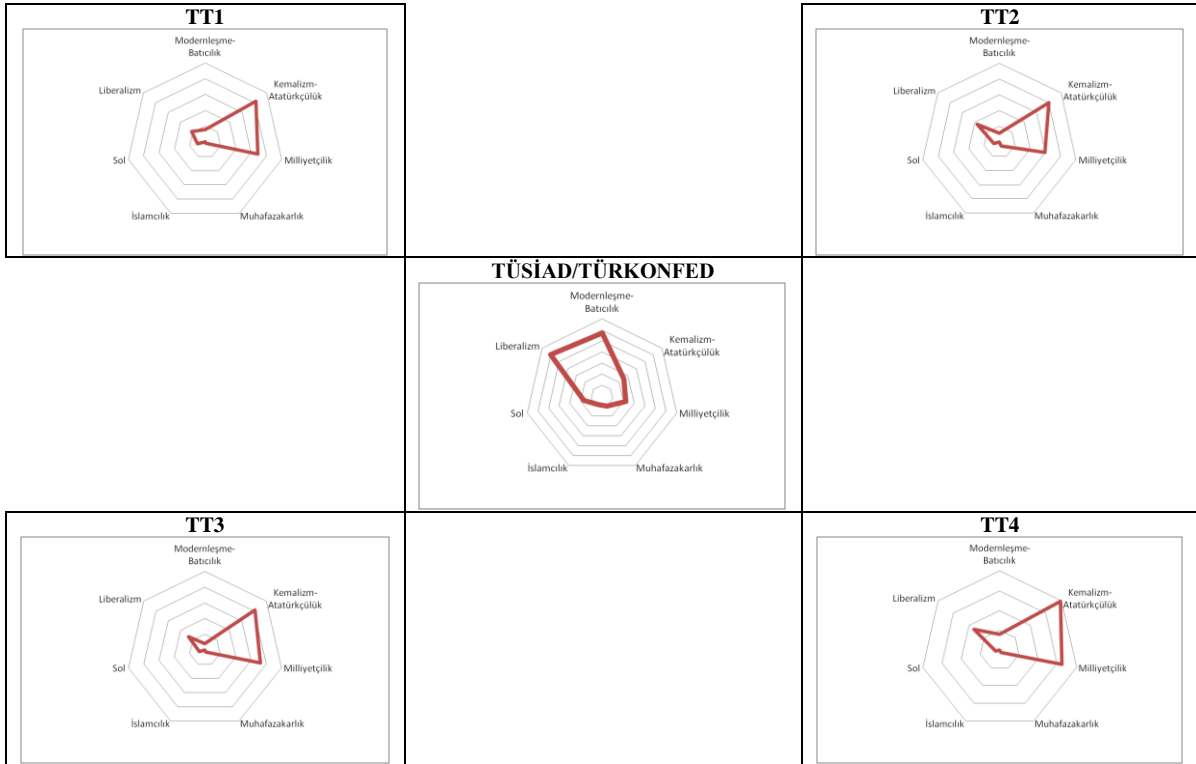 TT1
Modernleşme-
Batıcılık
Kemalizm-
Atatürkçülük
Milliyetçilik
Muhafazakarlık
İslamcılık
Sol
Liberalizm
TT2
Modernleşme-
Batıcılık
Kemalizm-
Atatürkçülük
Milliyetçilik
Muhafazakarlık
İslamcılık
Sol
Liberalizm
TÜSİAD/TÜRKONFED
Modernleşme-
Batıcılık
Kemalizm-
Atatürkçülük
Milliyetçilik
Muhafazakarlık
İslamcılık
Sol
Liberalizm
TT3
Modernleşme-
Batıcılık
Kemalizm-
Atatürkçülük
Milliyetçilik
Muhafazakarlık
İslamcılık
Sol
Liberalizm
TT4
Modernleşme-
Batıcılık
Kemalizm-
Atatürkçülük
Milliyetçilik
Muhafazakarlık
İslamcılık
Sol
Liberalizm